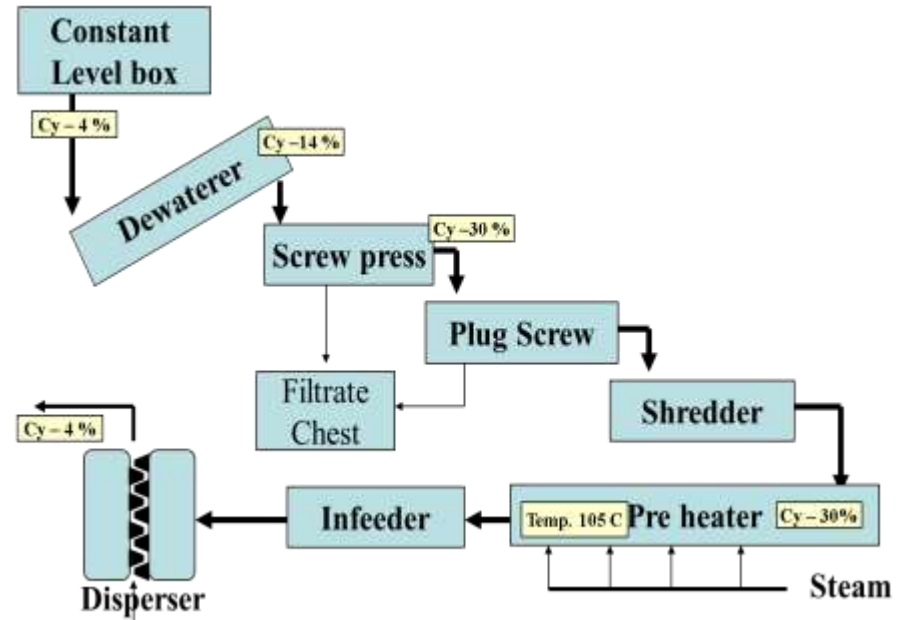 Constant
Level box
Cy – 4 %
Cy –14 %
Dewaterer
Cy –30 %
Screw press
Plug Screw
Filtrate
Chest
Shredder
Cy – 4 %
Infeeder
Temp. 105 C
Pre heater
Cy – 30%
Disperser
Steam